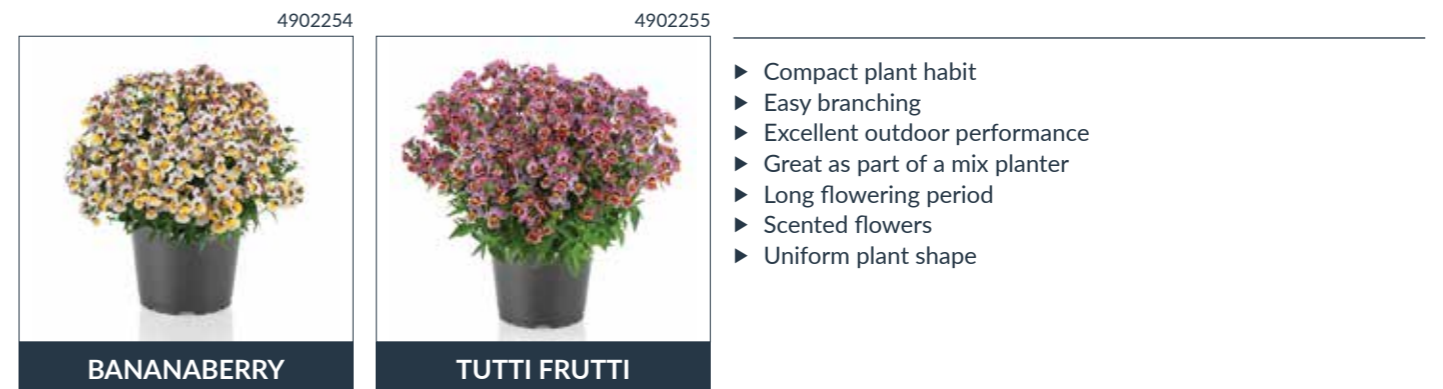 4902254
BANANABERRY
4902255
TUTTI FRUTTI
Compact plant habit
Easy branching
Excellent outdoor performance
Great as part of a mix planter
Long flowering period
Scented flowers
Uniform plant shape